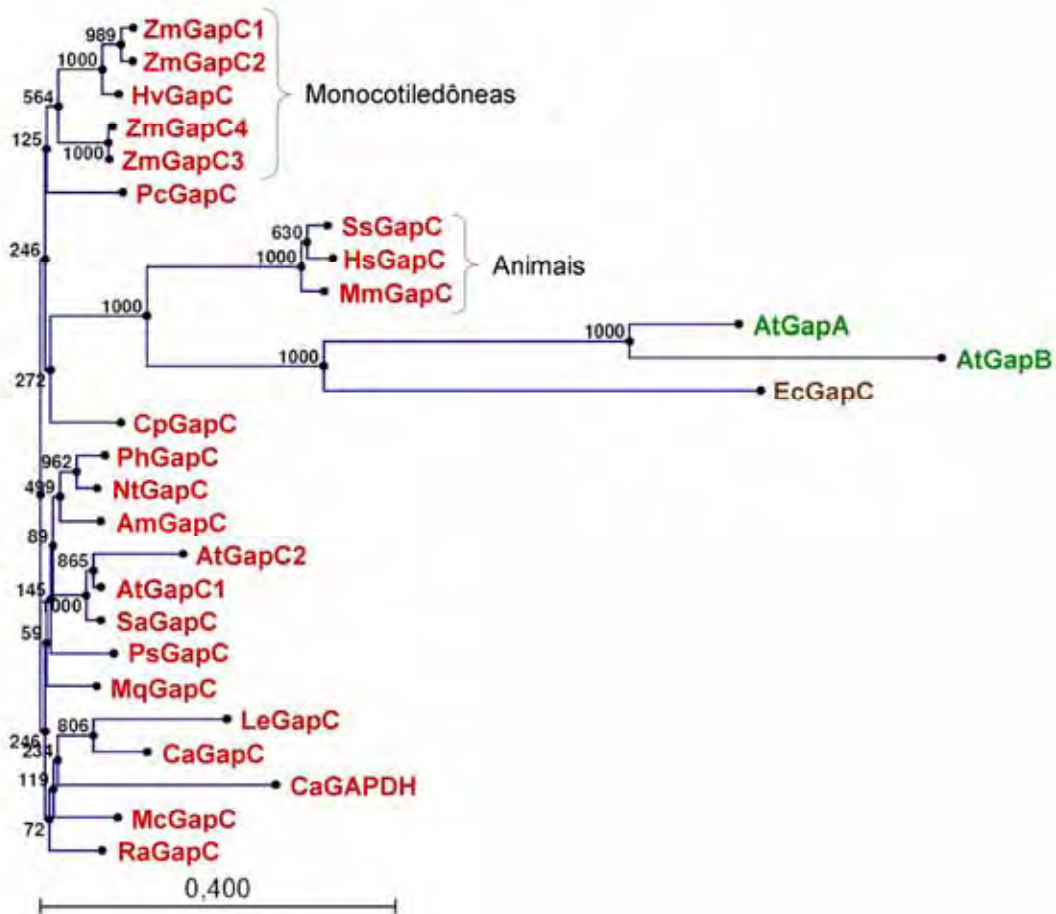 ZmGapC1
989
ZmGapC2
1000
HvGapC
Monocotiledôneas
564
ZmGapC4
125
1000
ZmGapC3
PcGapC
SsGapC
630
246
HsGapC
1000
Animais
MmGapC
1000
AtGapA
1000
1000
AtGapB
272
EcGapC
CpGapC
962
PhGapC
499
NtGapC
AmGapC
89
865
AtGapC2
145
AtGapC1
1000
SaGapC
59
PsGapC
MqGapC
806
LeGapC
246
234
CaGapC
119
CaGAPDH
McGapC
72
RaGapC
0,400